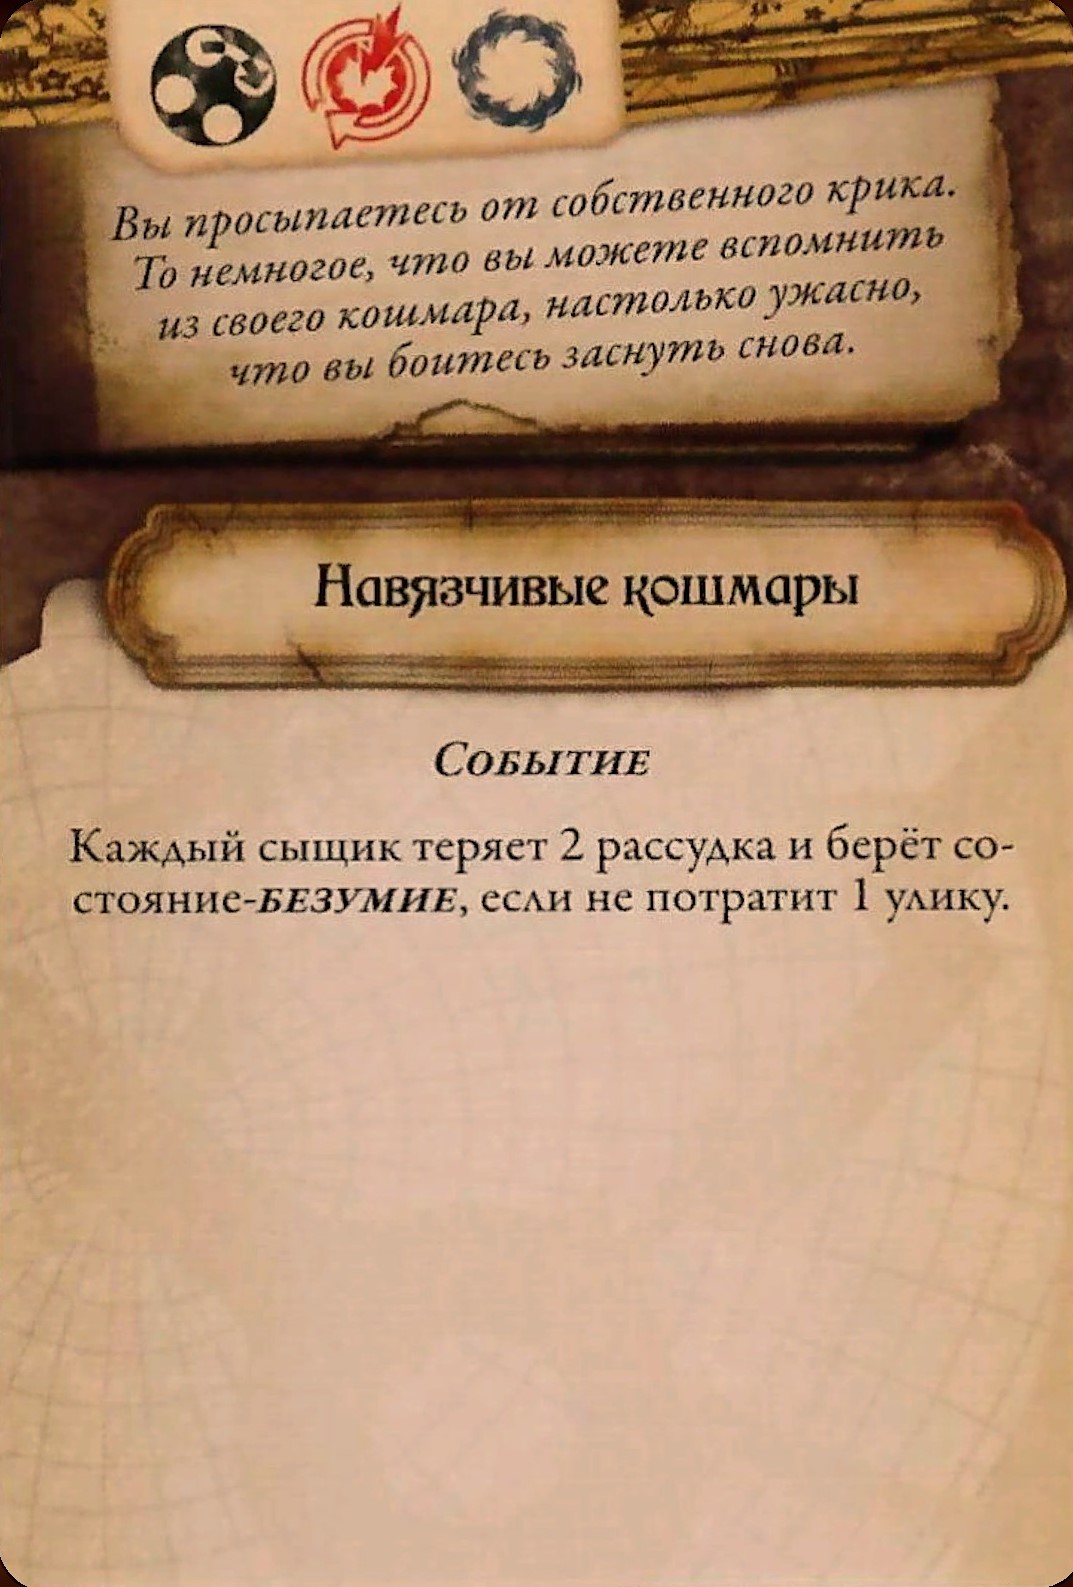 Вы просыпаетесь от собственного крика.
То немногое, что вы можете вспомнить
из своего кошмара, настолько ужасно,
что вы боитесь заснуть снова.
Навязчивые кошмары
Событие
Каждый сыщик теряет 2 рассудка и берёт со-
стояние-БЕЗУМИЕ, если не потратит 1 улику.